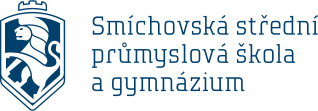 Smíchovská střední
průmyslová škola
a gymnázium